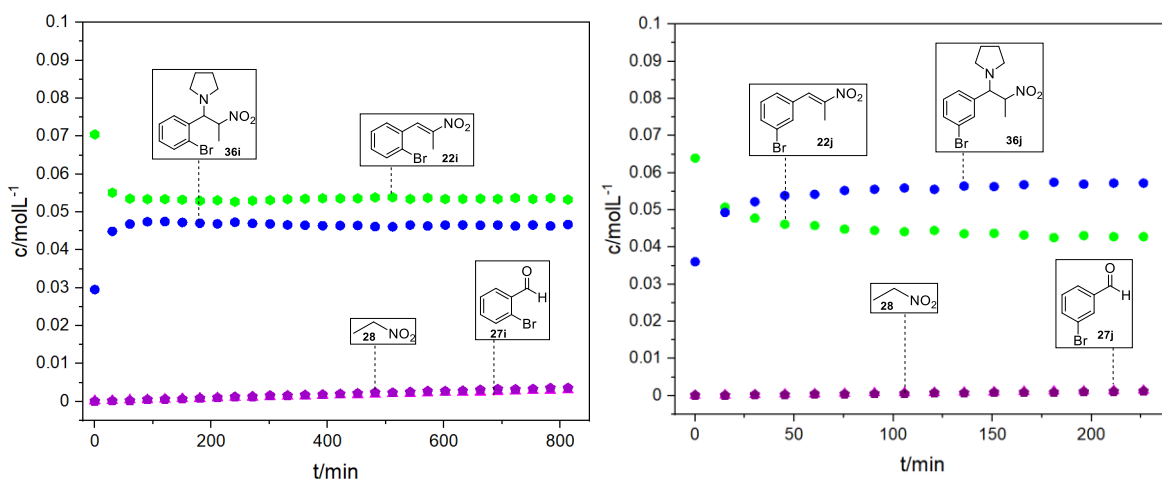 0.1
0.09
0.08
0.07
0.06
0.05
0.04
0.03
0.02
0.01
0
c/molL⁻¹
0
200
400
600
800
t/min
N
NO₂
Br
36i
NO₂
Br
22i
28
NO₂
O
H
Br
27i
0.1
0.09
0.08
0.07
0.06
0.05
0.04
0.03
0.02
0.01
0
c/molL⁻¹
0
50
100
150
200
t/min
NO₂
22j
Br
N
NO₂
36j
Br
28
NO₂
O
H
Br
27j